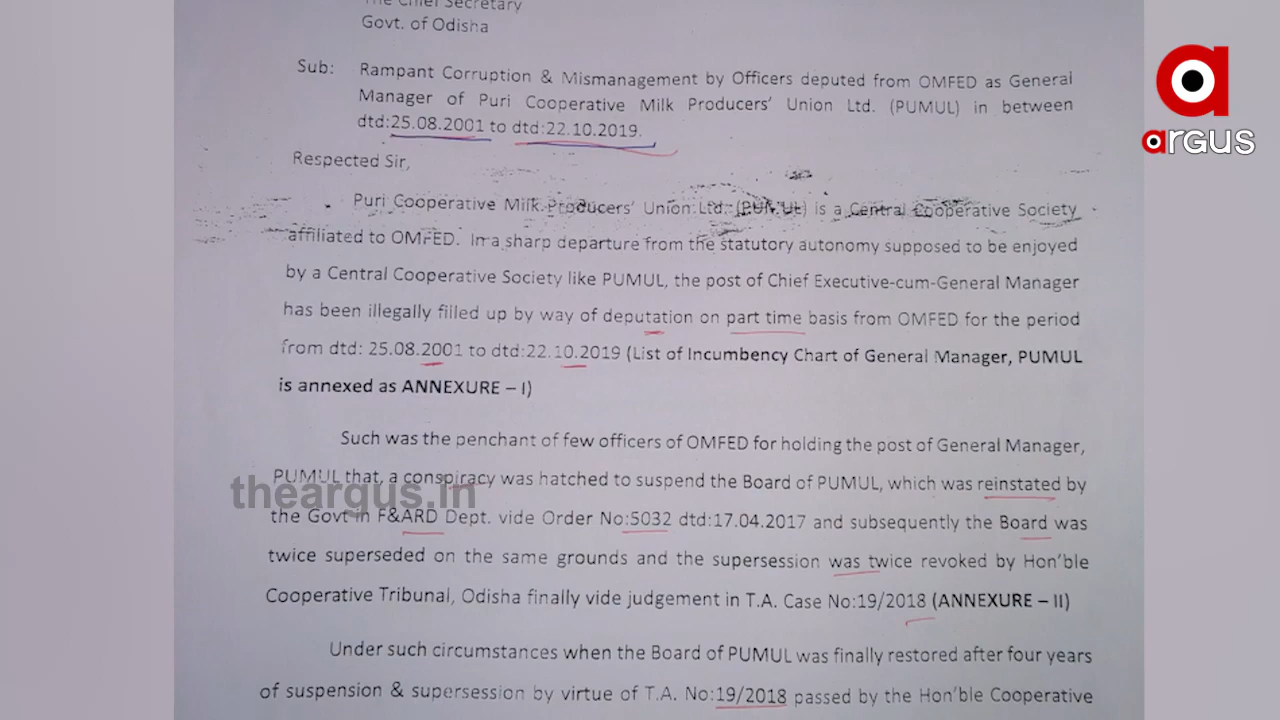 The Chief Secretary
Govt. of Odisha
Sub: Rampant Corruption & Mismanagement by Officers deputed from OMFED as General
Manager of Puri Cooperative Milk Producers' Union Ltd. (PUMUL) in between
dtd:25.08.2001 to dtd:22.10.2019.
Respected Sir,
Puri Cooperative Milk Producers' Union Ltd. (PUMUL) is a Central Cooperative Society
affiliated to OMFED. In a sharp departure from the statutory autonomy supposed to be enjoyed
by a Central Cooperative Society like PUMUL, the post of Chief Executive-cum-General Manager
has been illegally filled up by way of deputation on part time basis from OMFED for the period
from dtd: 25.08.2001 to dtd:22.10.2019 (List of Incumbency Chart of General Manager, PUMUL
is annexed as ANNEXURE – I)
Such was the penchant of few officers of OMFED for holding the post of General Manager,
PUMUL that, a conspiracy was hatched to suspend the Board of PUMUL, which was reinstated by
the Govt in F&ARD Dept. vide Order No:5032 dtd:17.04.2017 and subsequently the Board was
twice superseded on the same grounds and the supersession was twice revoked by Hon'ble
Cooperative Tribunal, Odisha finally vide judgement in T.A. Case No:19/2018 (ANNEXURE – II)
Under such circumstances when the Board of PUMUL was finally restored after four years
of suspension & supersession by virtue of T.A. No:19/2018 passed by the Hon'ble Cooperative
theargus.in
a
argus